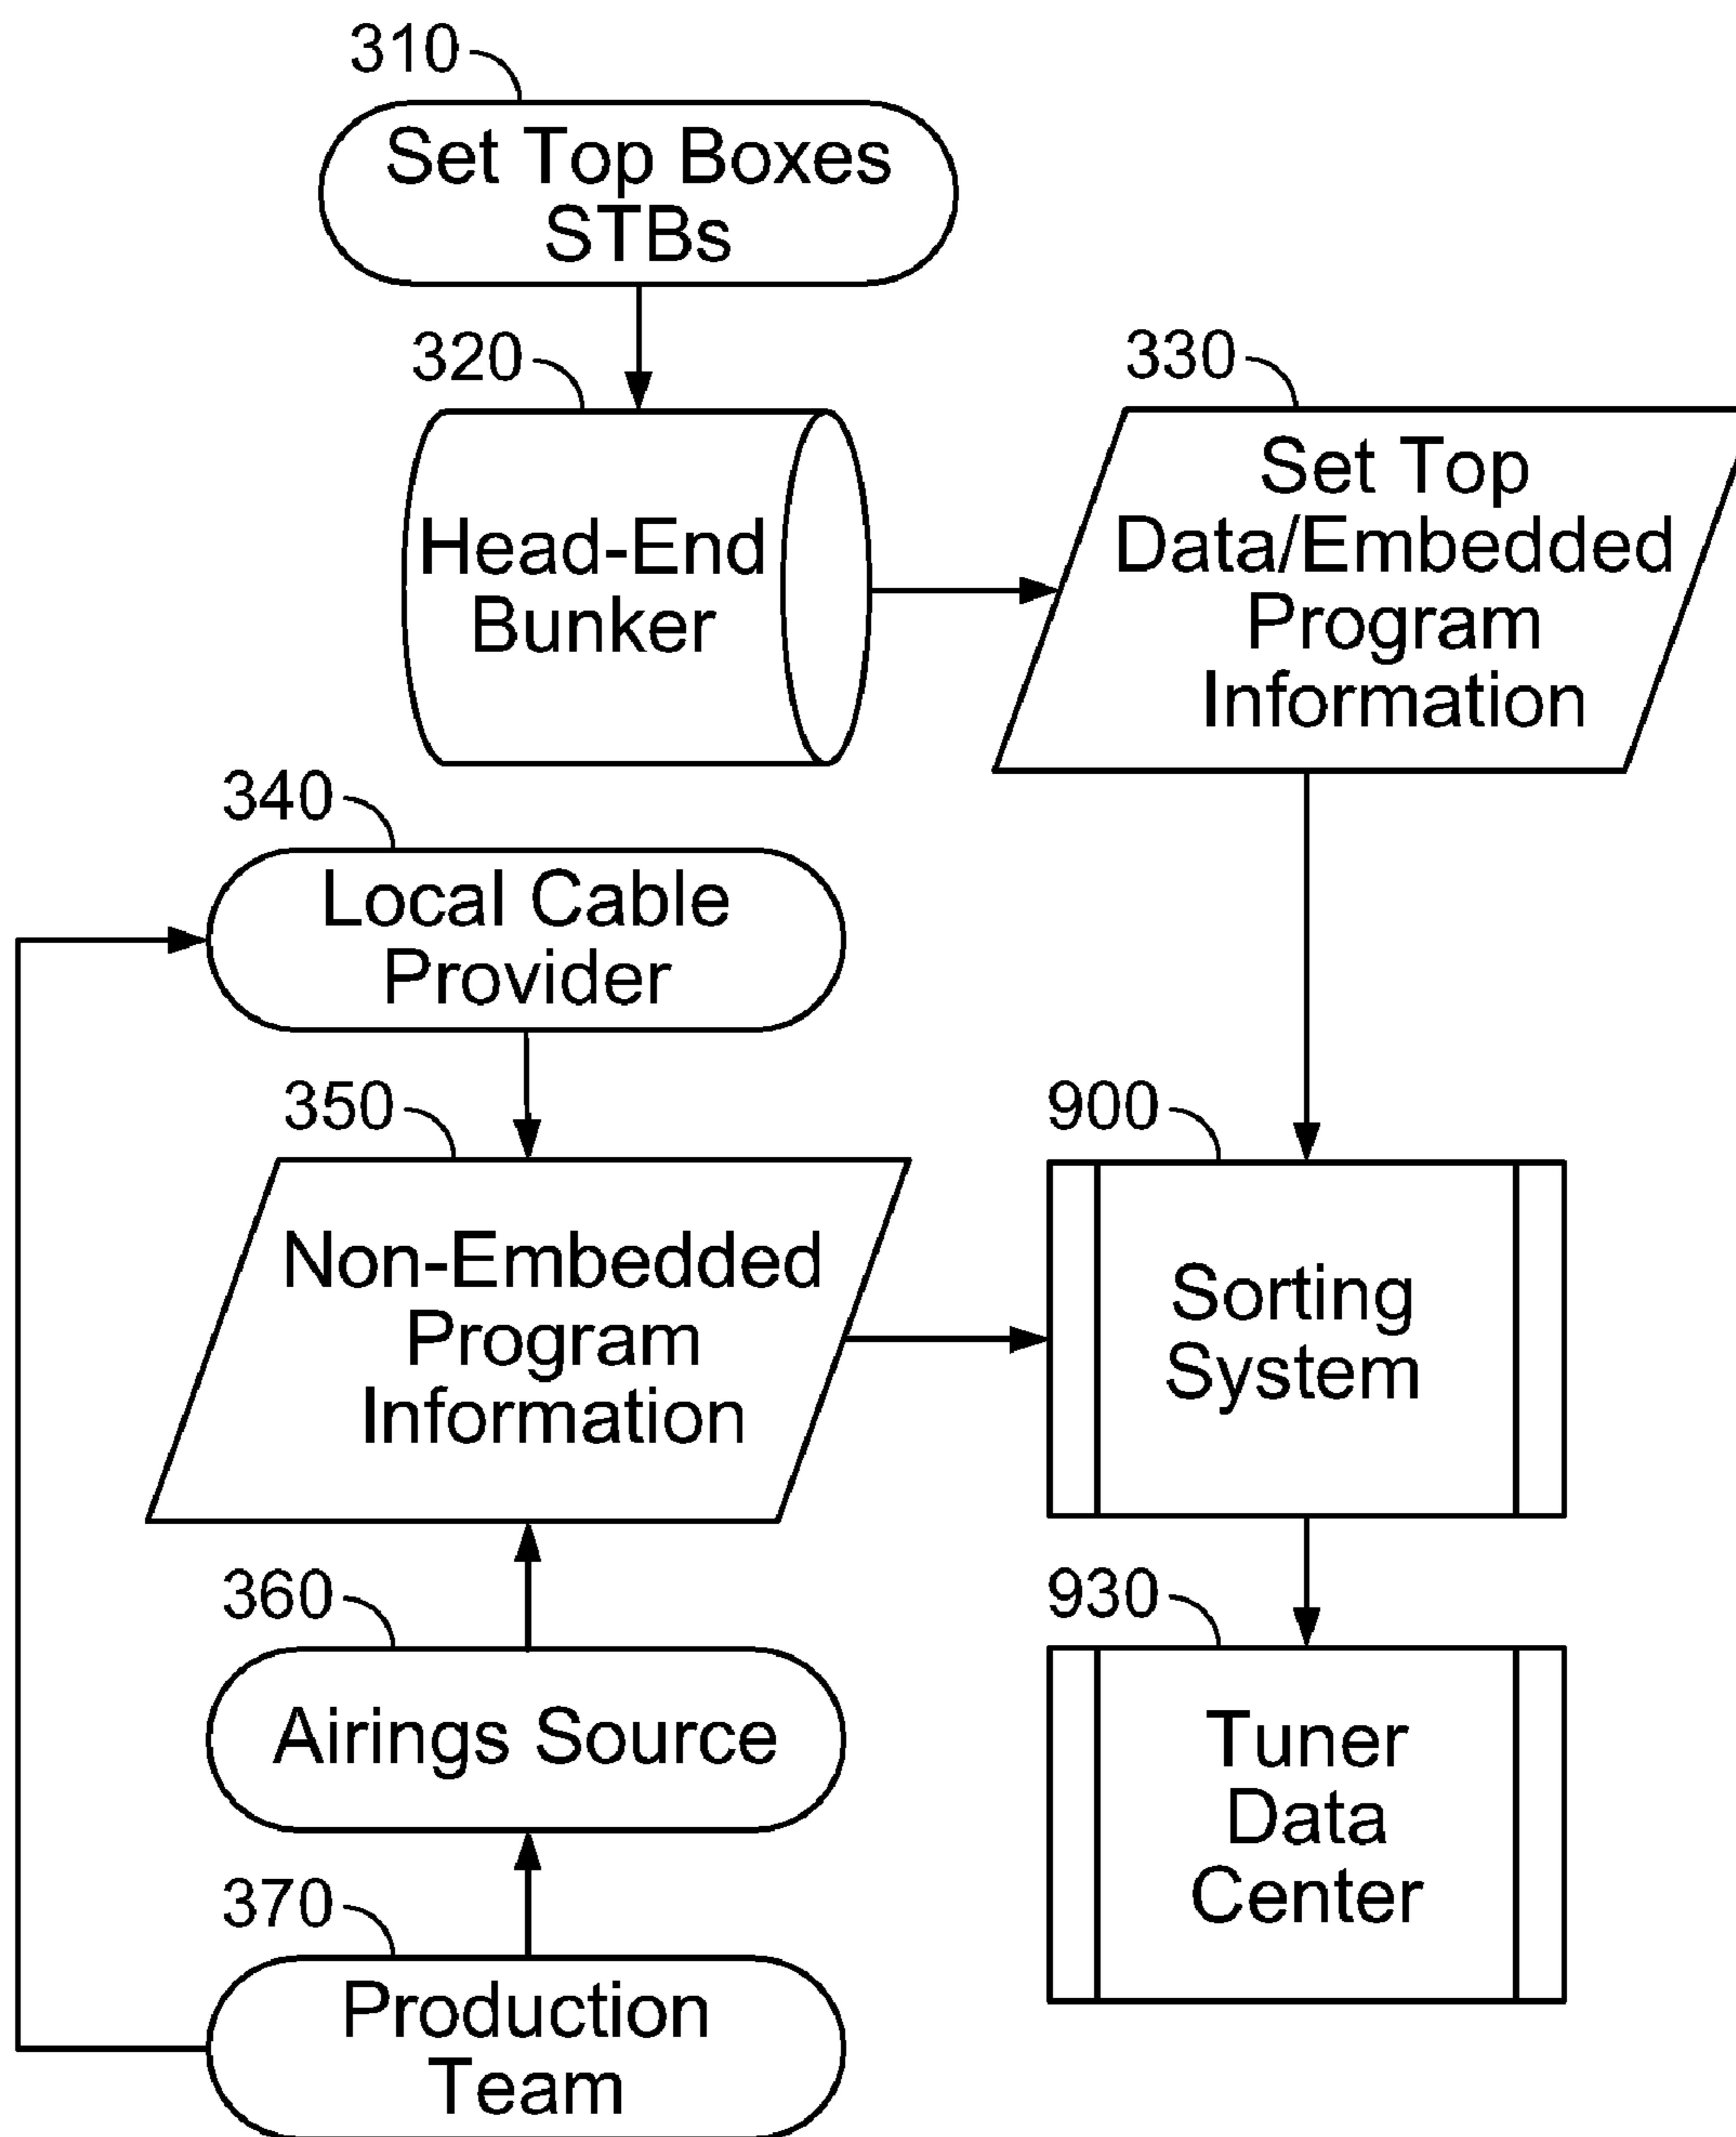 310
Set Top Boxes
STBs
320
Head-End
Bunker
330
Set Top
Data/Embedded
Program
Information
340
Local Cable
Provider
350
Non-Embedded
Program
Information
900
Sorting
System
360
Airings Source
930
Tuner
Data
Center
370
Production
Team